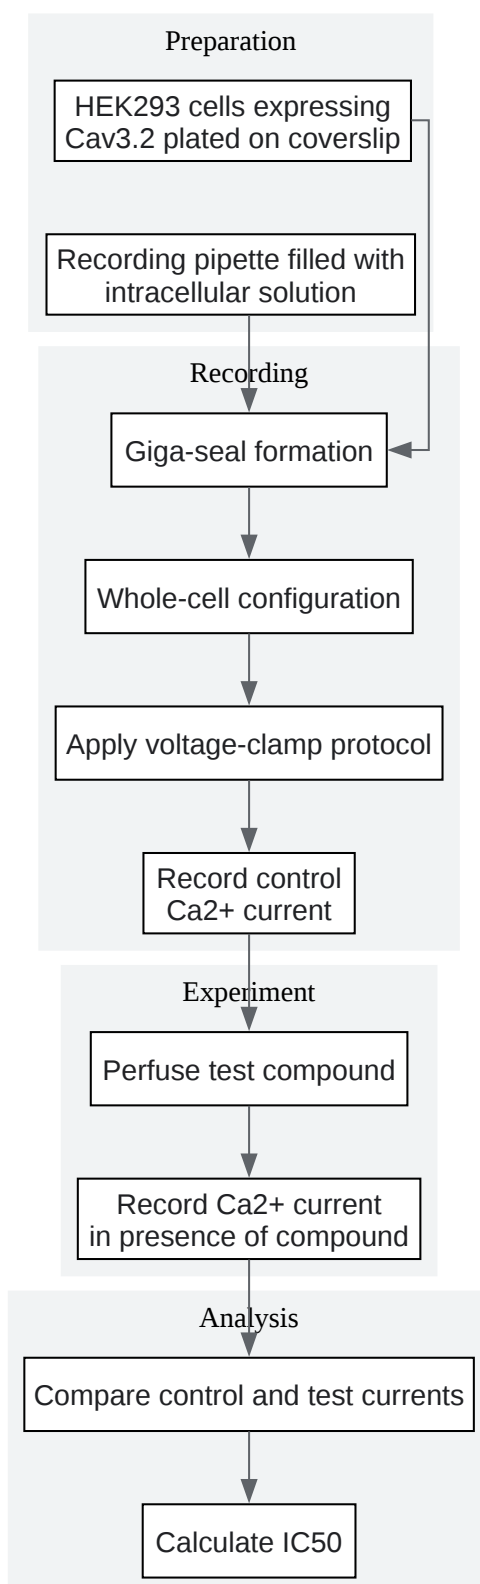 Preparation
HEK293 cells expressing
Cav3.2 plated on coverslip
Recording pipette filled with
intracellular solution
Recording
Giga-seal formation
Whole-cell configuration
Apply voltage-clamp protocol
Record control
Ca2+ current
Experiment
Perfuse test compound
Record Ca2+ current
in presence of compound
Analysis
Compare control and test currents
Calculate IC50